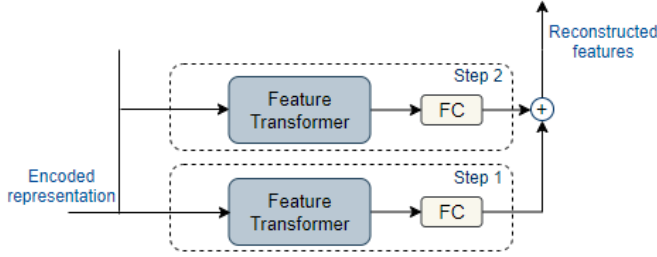 Reconstructed
features
Step 2
Feature
Transformer
FC
+
Encoded
representation
Step 1
Feature
Transformer
FC